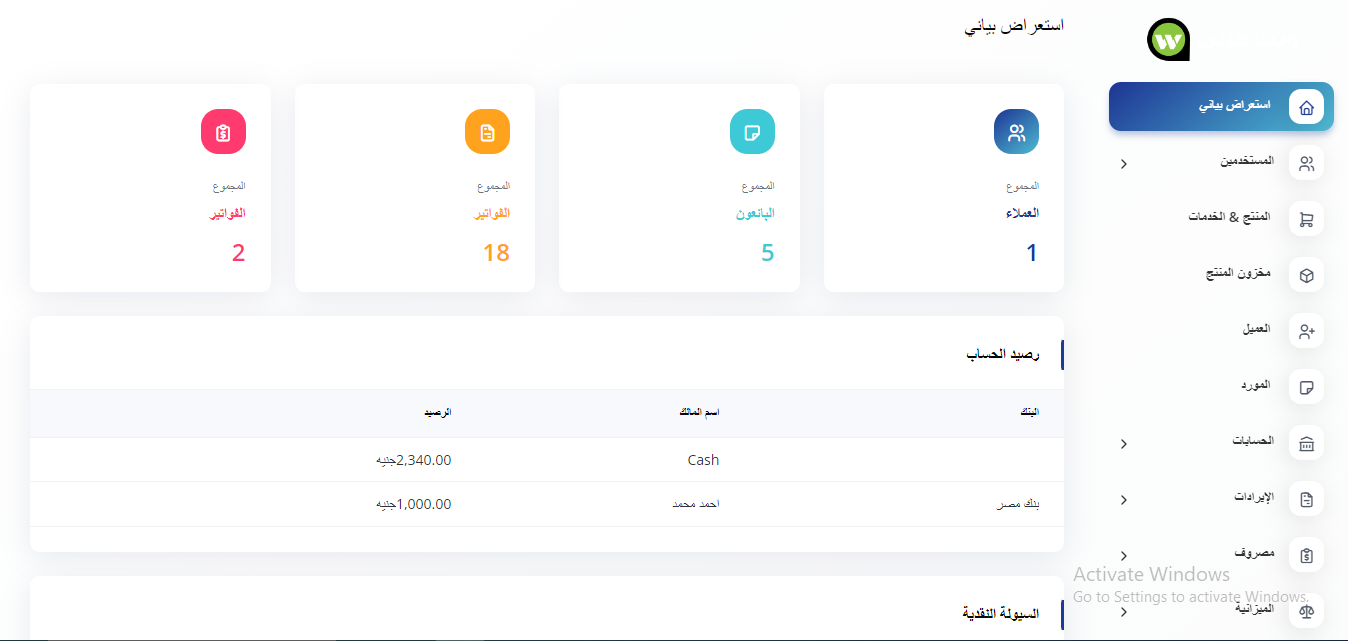 W
استعراض بياني
المستخدمين
المنتج & الخدمات
مخزون المنتج
العميل
المورد
الحسابات
الإيرادات
مصروف
الميزانية
استعراض بياني
المجموع
العملاء
1
المجموع
البائعون
5
المجموع
الفواتير
18
المجموع
الفواتير
2
رصيد الحساب
البنك اسم المالك الرصيد
Cash 2,340.00جنيه
بنك مصر احمد محمد 1,000.00جنيه
السيولة النقدية
Activate Windows
Go to Settings to activate Windows.